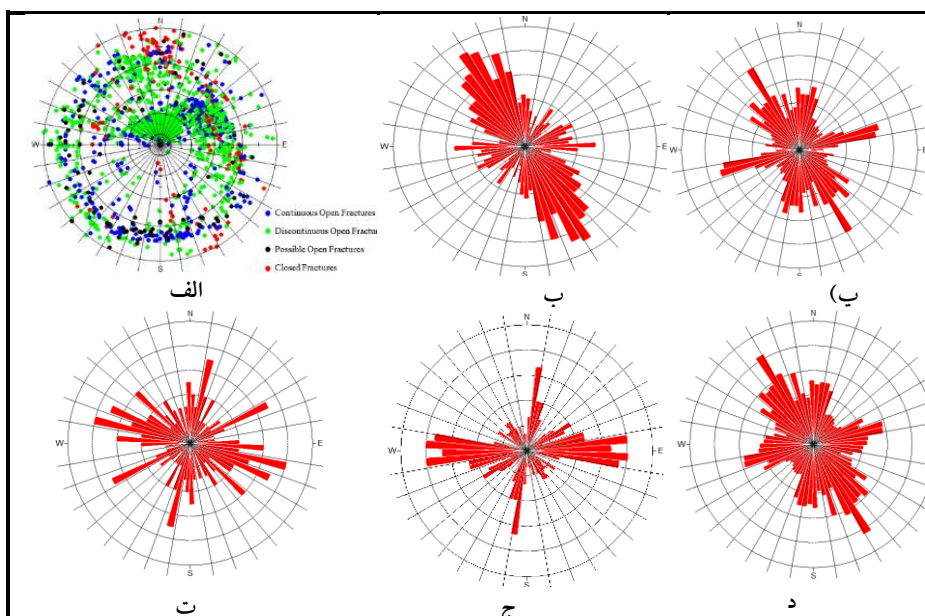 N
W
E
S
Continuous Open Fractures
Discontinuous Open Fractu
Possible Open Fractures
Closed Fractures
الف
N
W
E
S
ب
N
W
E
S
پ)
N
W
E
S
ت
N
W
E
S
ج
N
W
E
S
د